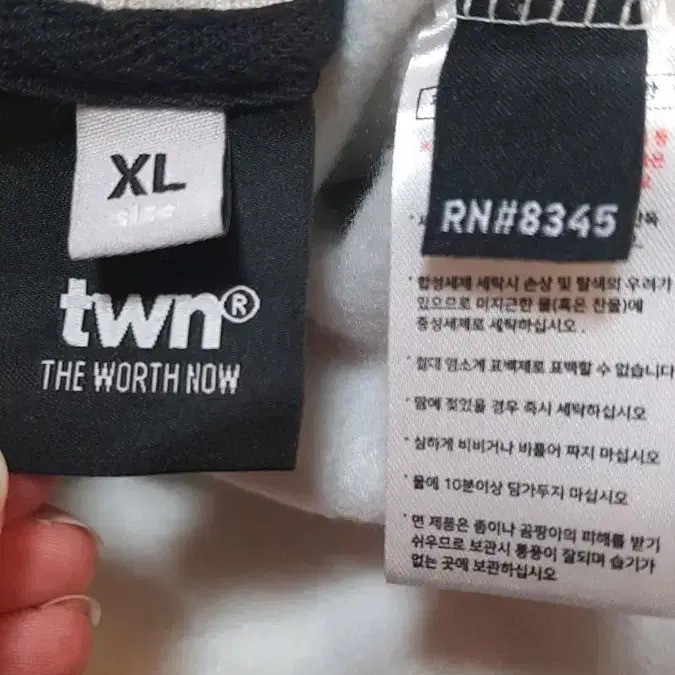 XL
size
twn®
THE WORTH NOW
RN#8345
* 합성세제 세탁시 손상 및 탈색의 우려가
있으므로 미지근한 물(혹은 찬물)에
중성세제로 세탁하십시오 .
* 절대 염소계 표백제로 표백할 수 없습니다
* 땀에 젖었을 경우 즉시 세탁하십시오
* 심하게 비비거나 바틀어 짜지 마십시오
* 물에 10분이상 담가두지 마십시오
* 면 제품은 좀이나 곰팡이의 피해를 받기
쉬우므로 보관시 통풍이 잘되며 습기가
없는 곳에 보관하십시오